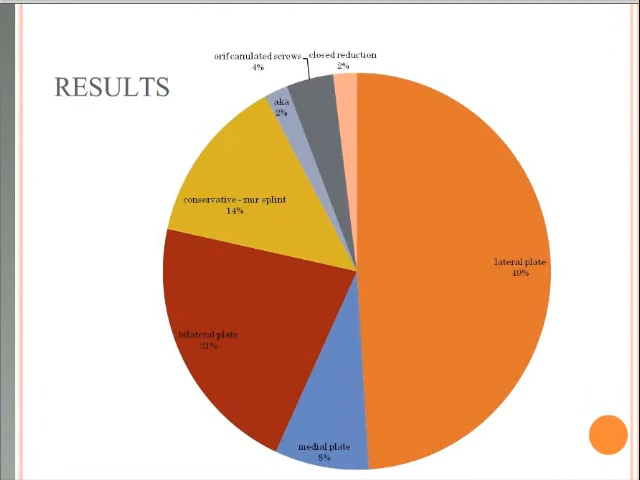 orif canulated screws
4%
closed reduction
2%
RESULTS
aka
2%
conservative - zmr splint
14%
lateral plate
49%
bilateral plate
21%
medial plate
8%